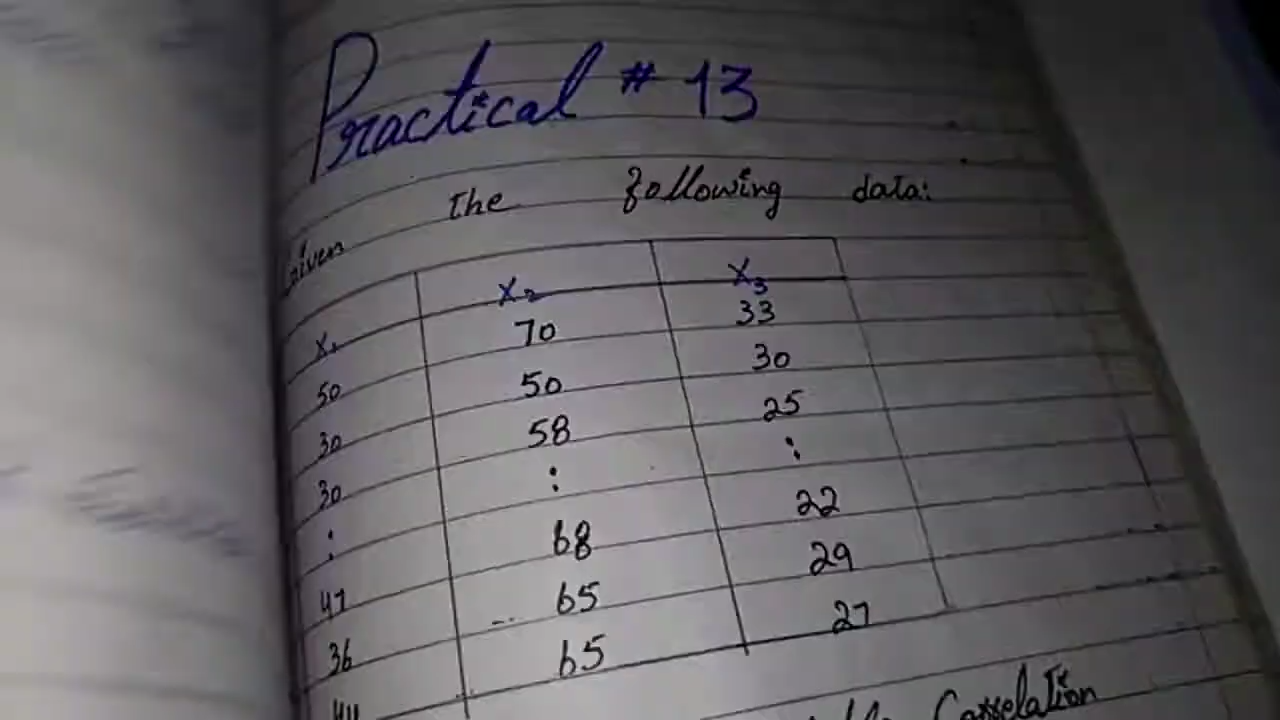 Practical # 13
Given the following data:
X₁ X₂ X₃
50 70 33
30 50 30
30 58 25
: : :
47 68 22
36 65 29
44 65 27
Correlation